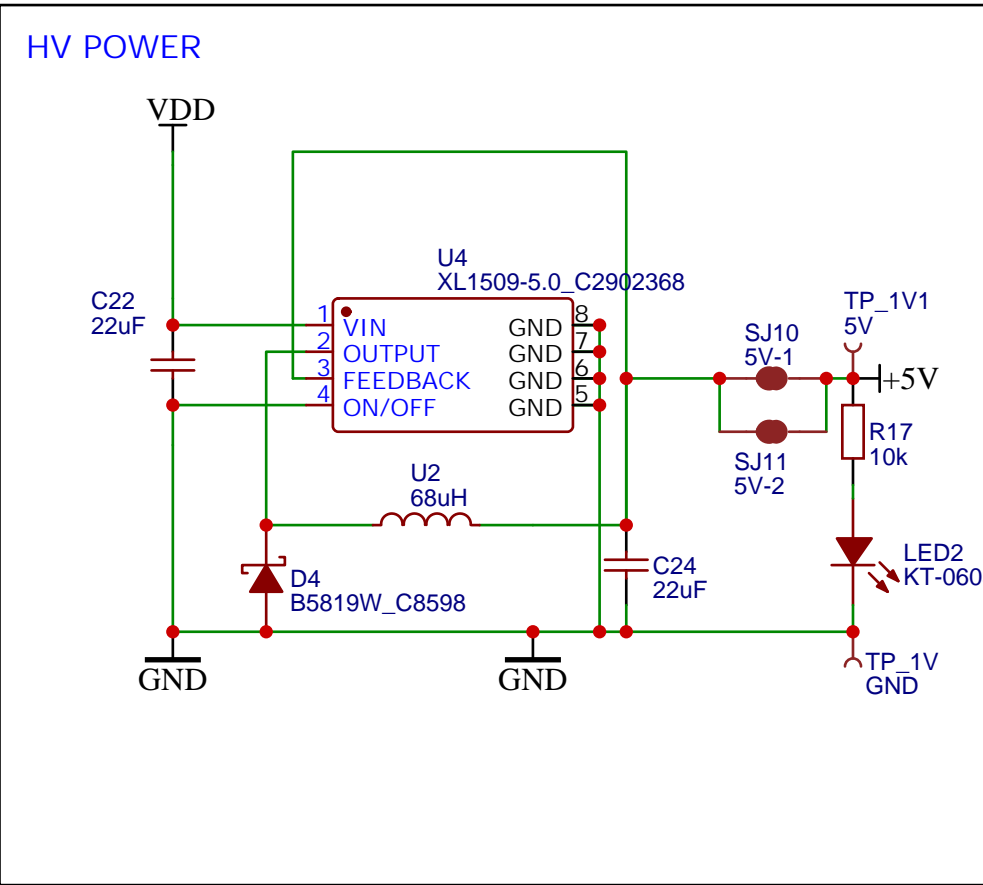 HV POWER
VDD
U4
XL1509-5.0_C2902368
C22
22uF
1
VIN
2
OUTPUT
3
FEEDBACK
4
ON/OFF
GND
8
GND
7
GND
6
GND
5
TP_1V1
5V
SJ10
5V-1
+5V
SJ11
5V-2
R17
10k
U2
68uH
D4
B5819W_C8598
C24
22uF
LED2
KT-060
GND
GND
TP_1V
GND